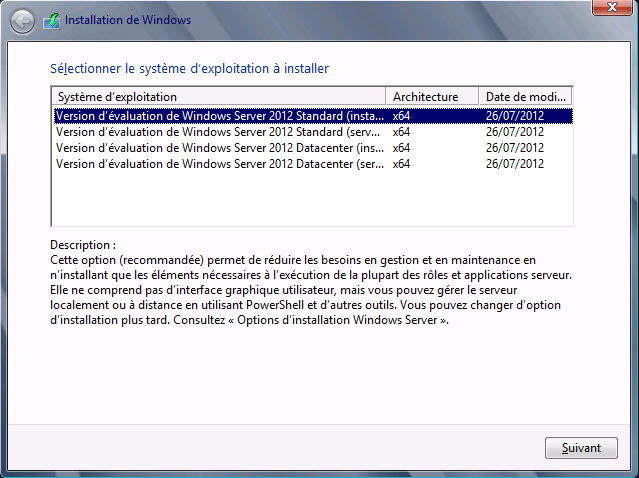 Installation de Windows
Sélectionner le système d'exploitation à installer
Système d'exploitation Architecture Date de modi...
Version d'évaluation de Windows Server 2012 Standard (insta... x64 26/07/2012
Version d'évaluation de Windows Server 2012 Standard (serv... x64 26/07/2012
Version d'évaluation de Windows Server 2012 Datacenter (ins... x64 26/07/2012
Version d'évaluation de Windows Server 2012 Datacenter (ser... x64 26/07/2012
Description :
Cette option (recommandée) permet de réduire les besoins en gestion et en maintenance en
n'installant que les éléments nécessaires à l'exécution de la plupart des rôles et applications serveur.
Elle ne comprend pas d'interface graphique utilisateur, mais vous pouvez gérer le serveur
localement ou à distance en utilisant PowerShell et d'autres outils. Vous pouvez changer d'option
d'installation plus tard. Consultez « Options d'installation Windows Server ».
Suivant